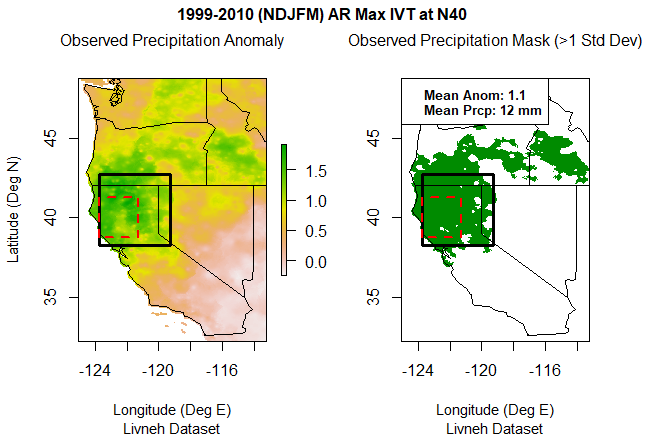 1999-2010 (NDJFM) AR Max IVT at N40
Observed Precipitation Anomaly
Observed Precipitation Mask (>1 Std Dev)
Mean Anom: 1.1
Mean Prcp: 12 mm
Latitude (Deg N)
45
40
35
1.5
1.0
0.5
0.0
45
40
35
-124
-120
-116
-124
-120
-116
Longitude (Deg E)
Livneh Dataset
Longitude (Deg E)
Livneh Dataset